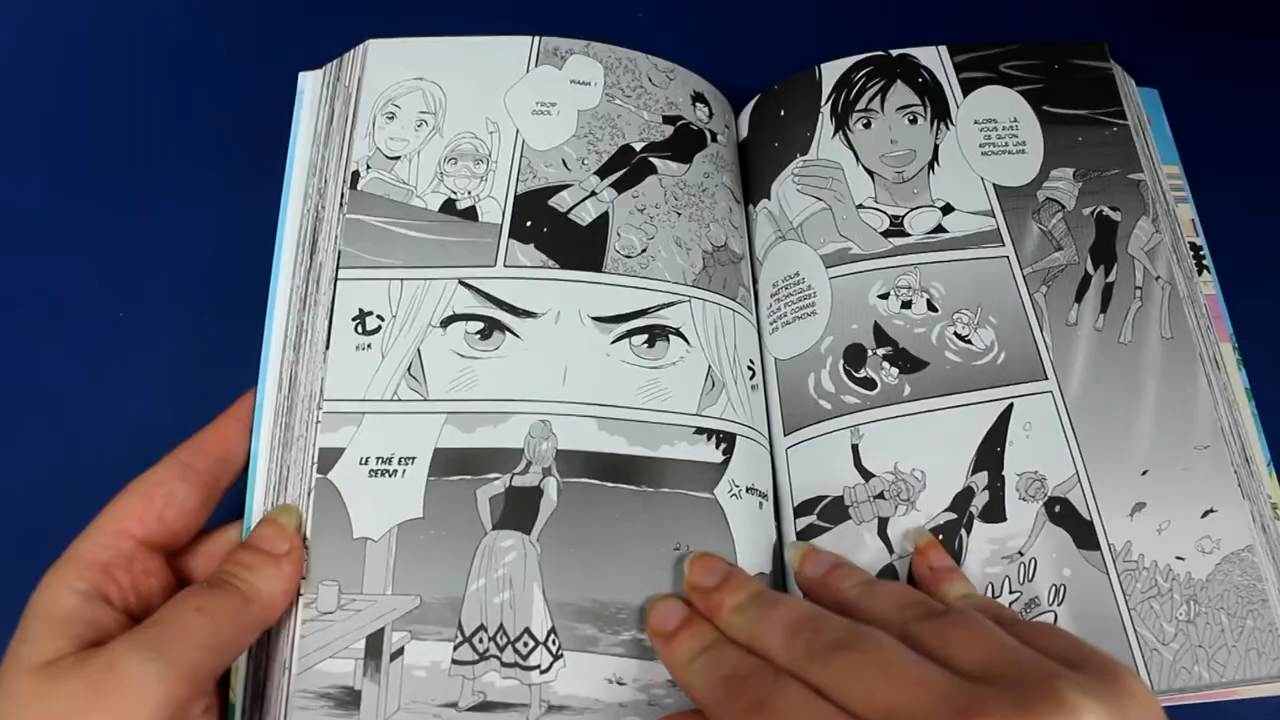 WAAH !
TROP
COOL !
む
HUM
LE THÉ EST
SERVI !
KÔTARÔ
!!
ALORS... LÀ,
VOUS AVEZ
CE QU'ON
APPELLE UNE
MONOPALME.
SI VOUS
MAÎTRISEZ
LA TECHNIQUE,
VOUS POURREZ
NAGER COMME
LES DAUPHINS.